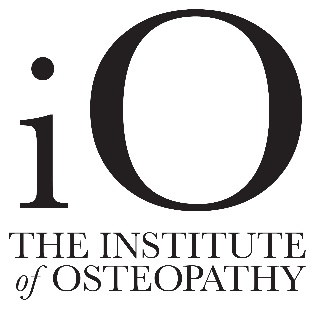 iO
THE INSTITUTE
of OSTEOPATHY